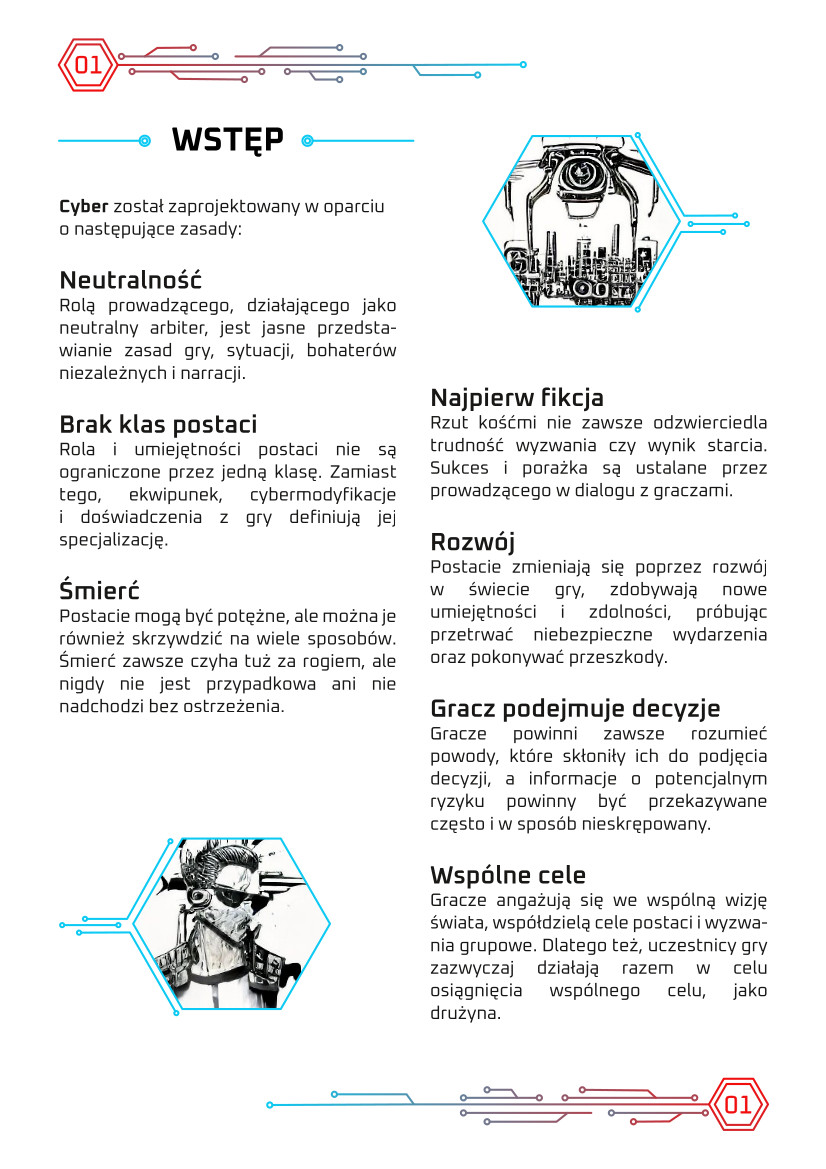 01
WSTĘP
Cyber został zaprojektowany w oparciu
o następujące zasady:
Neutralność
Rolą prowadzącego, działającego jako
neutralny arbiter, jest jasne przedsta-
wianie zasad gry, sytuacji, bohaterów
niezależnych i narracji.
Brak klas postaci
Rola i umiejętności postaci nie są
ograniczone przez jedną klasę. Zamiast
tego, ekwipunek, cybermodyfikacje
i doświadczenia z gry definiują jej
specjalizację.
Śmierć
Postacie mogą być potężne, ale można je
również skrzywdzić na wiele sposobów.
Śmierć zawsze czyha tuż za rogiem, ale
nigdy nie jest przypadkowa ani nie
nadchodzi bez ostrzeżenia.
Najpierw fikcja
Rzut kośćmi nie zawsze odzwierciedla
trudność wyzwania czy wynik starcia.
Sukces i porażka są ustalane przez
prowadzącego w dialogu z graczami.
Rozwój
Postacie zmieniają się poprzez rozwój
w świecie gry, zdobywają nowe
umiejętności i zdolności, próbując
przetrwać niebezpieczne wydarzenia
oraz pokonywać przeszkody.
Gracz podejmuje decyzje
Gracze powinni zawsze rozumieć
powody, które skłoniły ich do podjęcia
decyzji, a informacje o potencjalnym
ryzyku powinny być przekazywane
często i w sposób nieskrępowany.
Wspólne cele
Gracze angażują się we wspólną wizję
świata, współdzielą cele postaci i wyzwa-
nia grupowe. Dlatego też, uczestnicy gry
zazwyczaj działają razem w celu
osiągnięcia wspólnego celu, jako
drużyna.
01